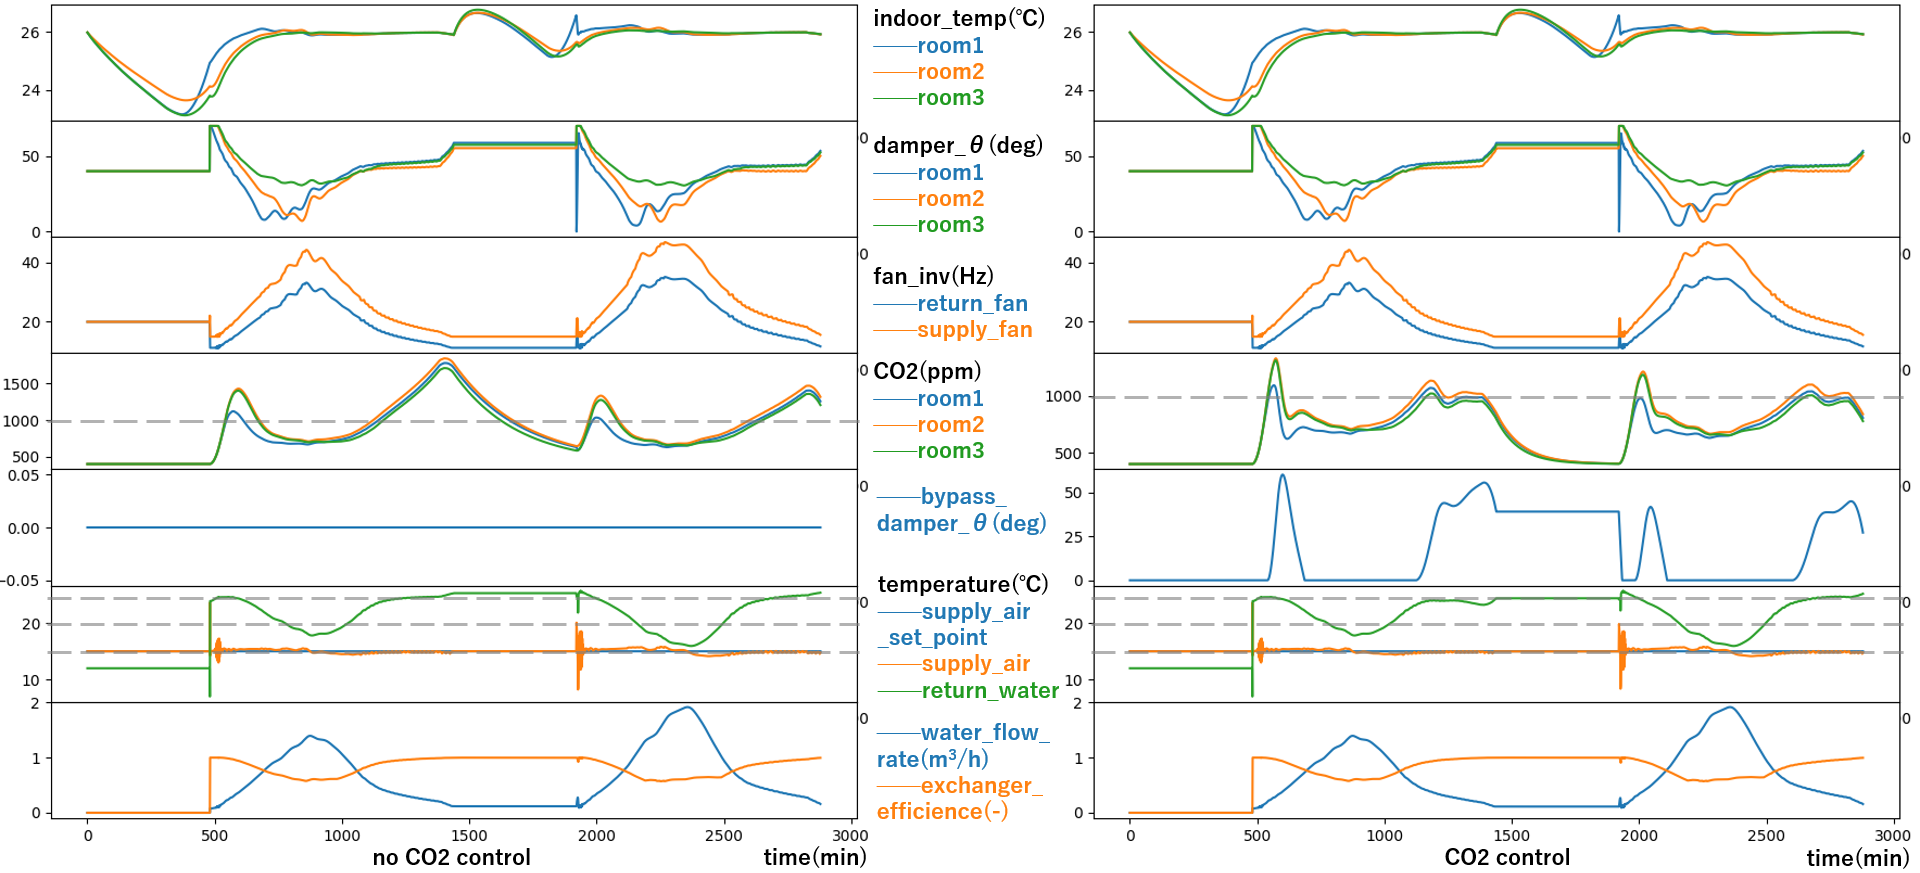 26
24
50
0
40
20
1500
1000
500
0.05
0.00
−0.05
20
10
2
1
0
0 500 1000 1500 2000 2500 3000
no CO2 control time(min)
0
0
0
00
00
0
0
indoor_temp(℃)
room1
room2
room3
damper_θ(deg)
room1
room2
room3
fan_inv(Hz)
return_fan
supply_fan
CO2(ppm)
room1
room2
room3
bypass_
damper_θ(deg)
temperature(℃)
supply_air
_set_point
supply_air
return_water
water_flow_
rate(m³/h)
exchanger_
efficience(-)
26
24
50
0
40
20
1000
500
50
25
0
20
10
2
1
0
0 500 1000 1500 2000 2500 3000
CO2 control time(min)
0
0
0
0
0
0